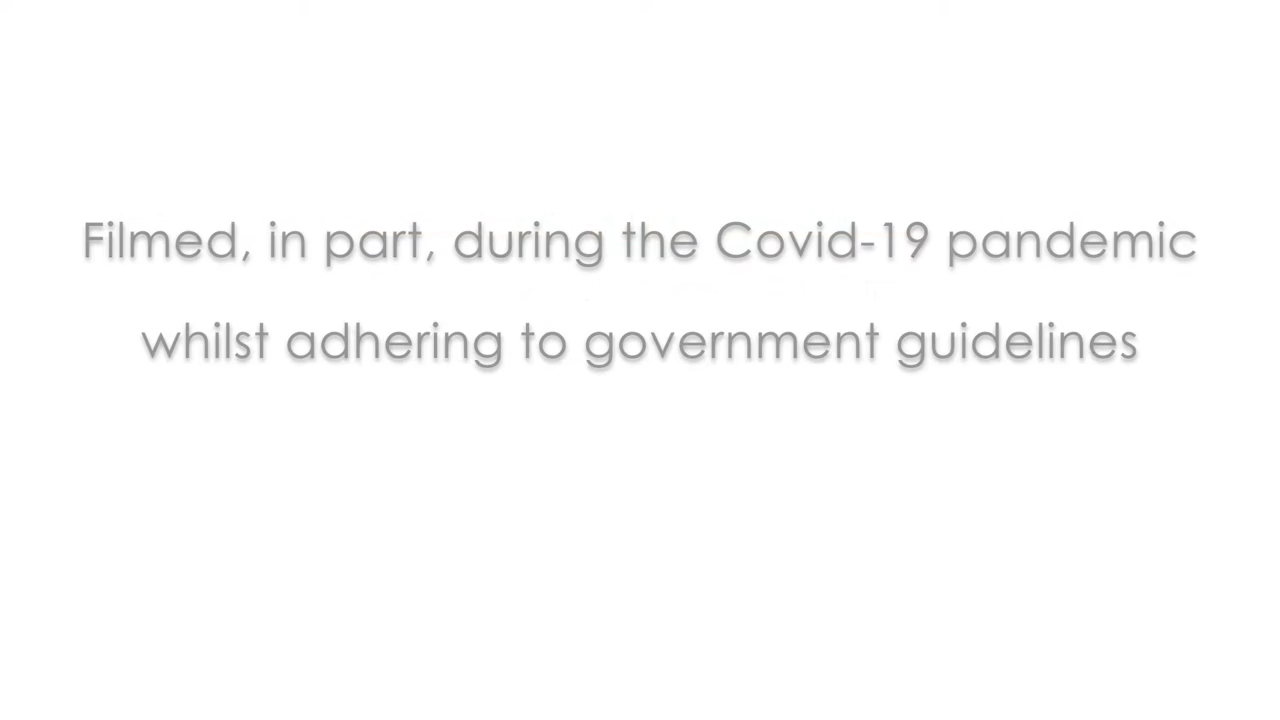 Filmed, in part, during the Covid-19 pandemic
whilst adhering to government guidelines